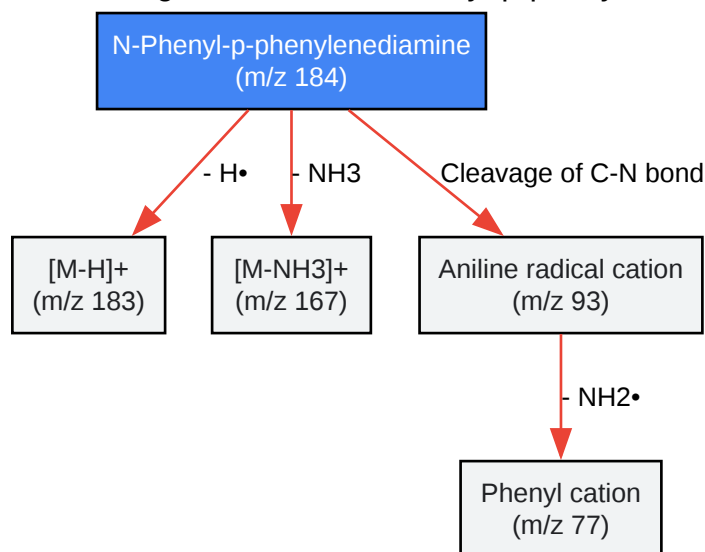 N-Phenyl-p-phenylenediamine
(m/z 184)
- H•
- NH3
Cleavage of C-N bond
[M-H]+
(m/z 183)
[M-NH3]+
(m/z 167)
Aniline radical cation
(m/z 93)
- NH2•
Phenyl cation
(m/z 77)